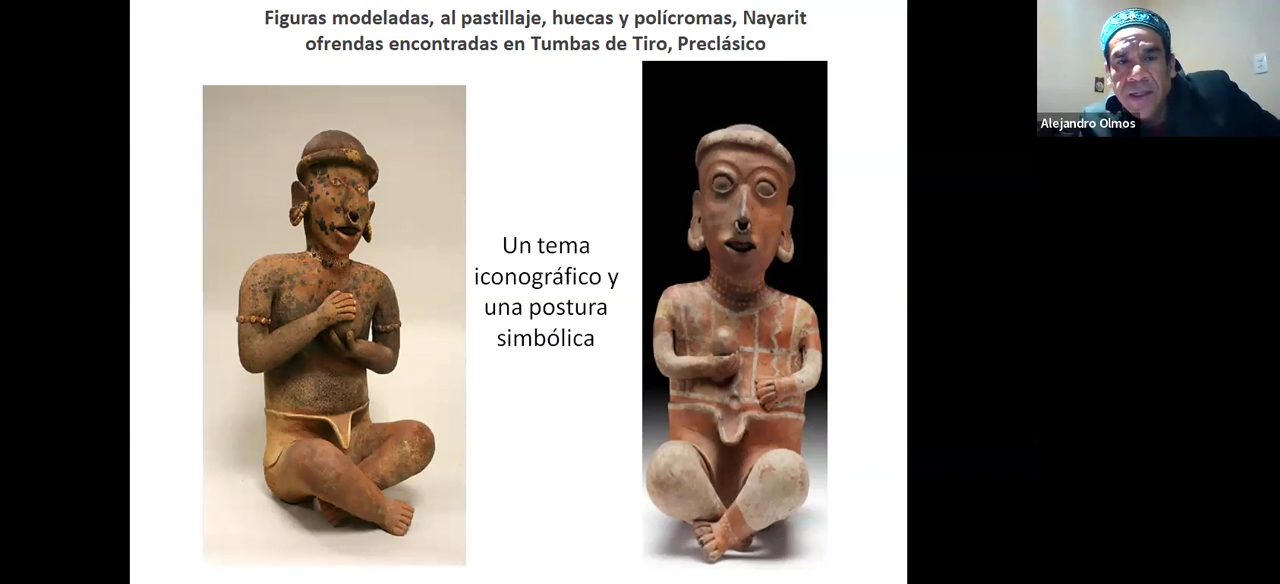 Figuras modeladas, al pastillaje, huecas y polícromas, Nayarit
ofrendas encontradas en Tumbas de Tiro, Preclásico
Un tema
iconográfico y
una postura
simbólica
Alejandro Olmos